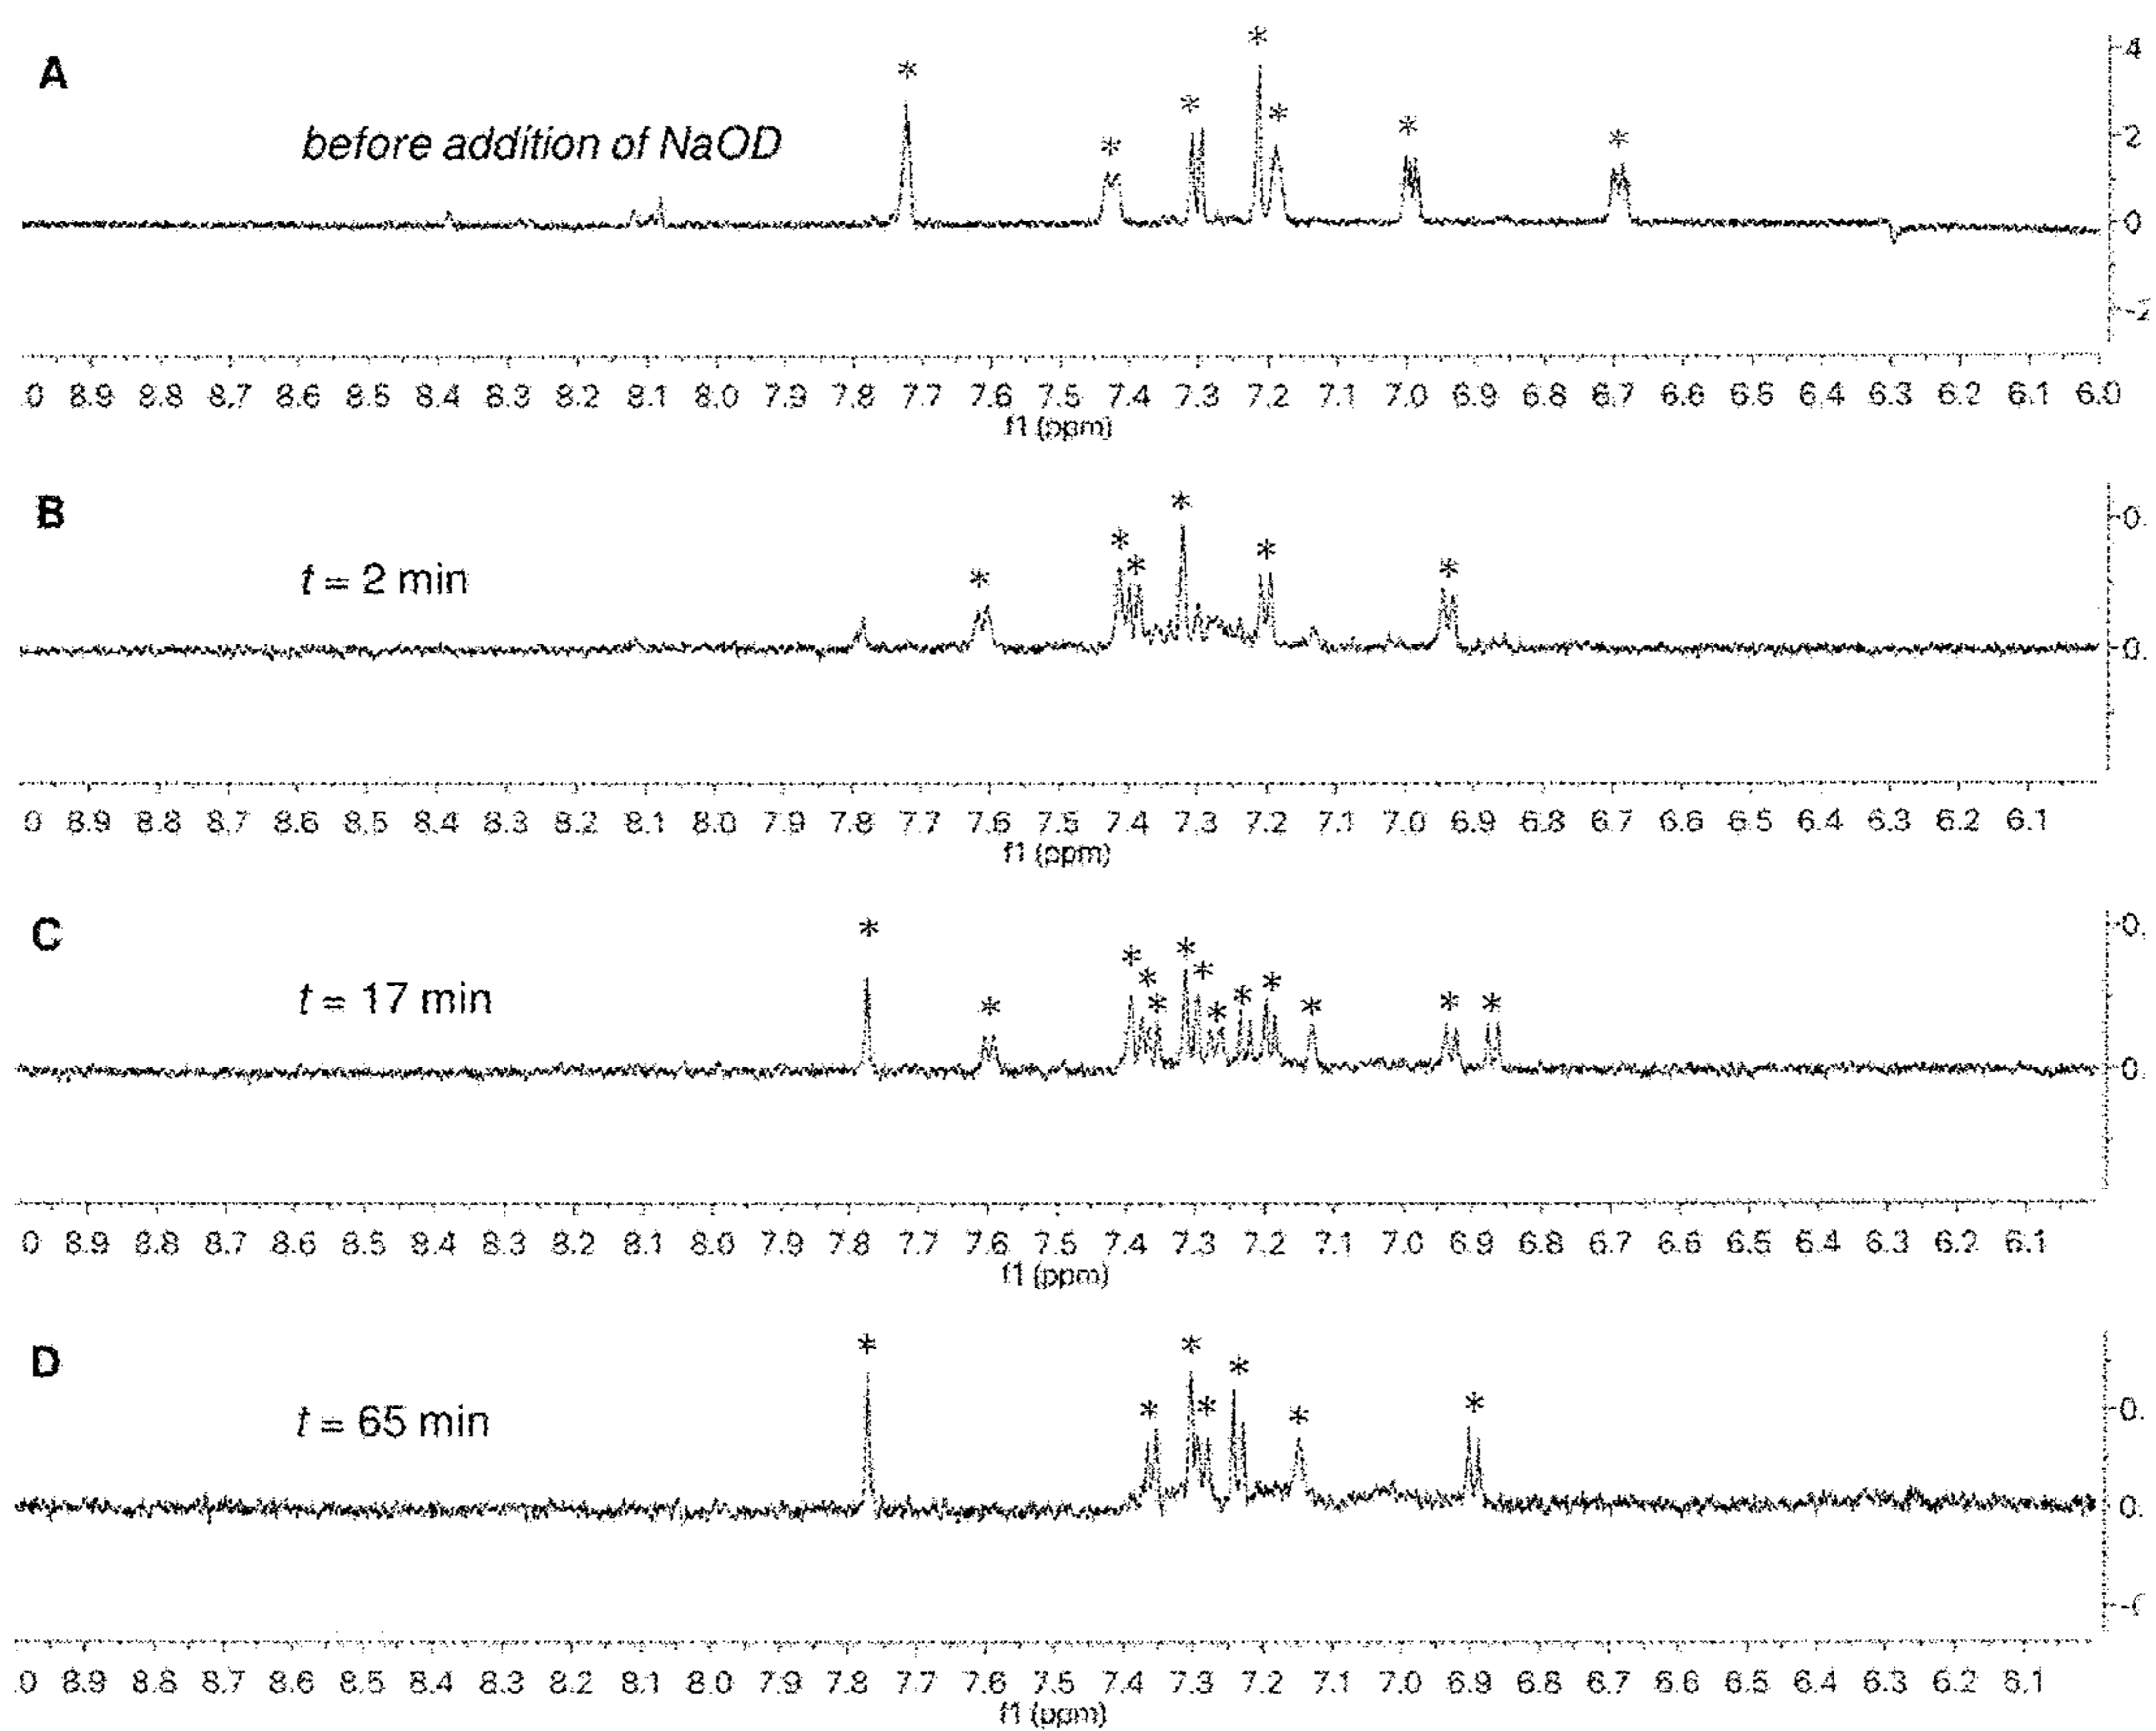 A
before addition of NaOD
* * * * * * *
4
2
0
-2
.0 8.9 8.8 8.7 8.6 8.5 8.4 8.3 8.2 8.1 8.0 7.9 7.8 7.7 7.6 7.5 7.4 7.3 7.2 7.1 7.0 6.9 6.8 6.7 6.6 6.5 6.4 6.3 6.2 6.1 6.0
f1 (ppm)
B
t = 2 min
* * * * * *
0.
0.
0 8.9 8.8 8.7 8.6 8.5 8.4 8.3 8.2 8.1 8.0 7.9 7.8 7.7 7.6 7.5 7.4 7.3 7.2 7.1 7.0 6.9 6.8 6.7 6.6 6.5 6.4 6.3 6.2 6.1
f1 (ppm)
C
t = 17 min
* * * * * * * * * * * * *
0.
0.
0 8.9 8.8 8.7 8.6 8.5 8.4 8.3 8.2 8.1 8.0 7.9 7.8 7.7 7.6 7.5 7.4 7.3 7.2 7.1 7.0 6.9 6.8 6.7 6.6 6.5 6.4 6.3 6.2 6.1
f1 (ppm)
D
t = 65 min
* * * * * * *
0.
0.
.0 8.9 8.8 8.7 8.6 8.5 8.4 8.3 8.2 8.1 8.0 7.9 7.8 7.7 7.6 7.5 7.4 7.3 7.2 7.1 7.0 6.9 6.8 6.7 6.6 6.5 6.4 6.3 6.2 6.1
f1 (ppm)